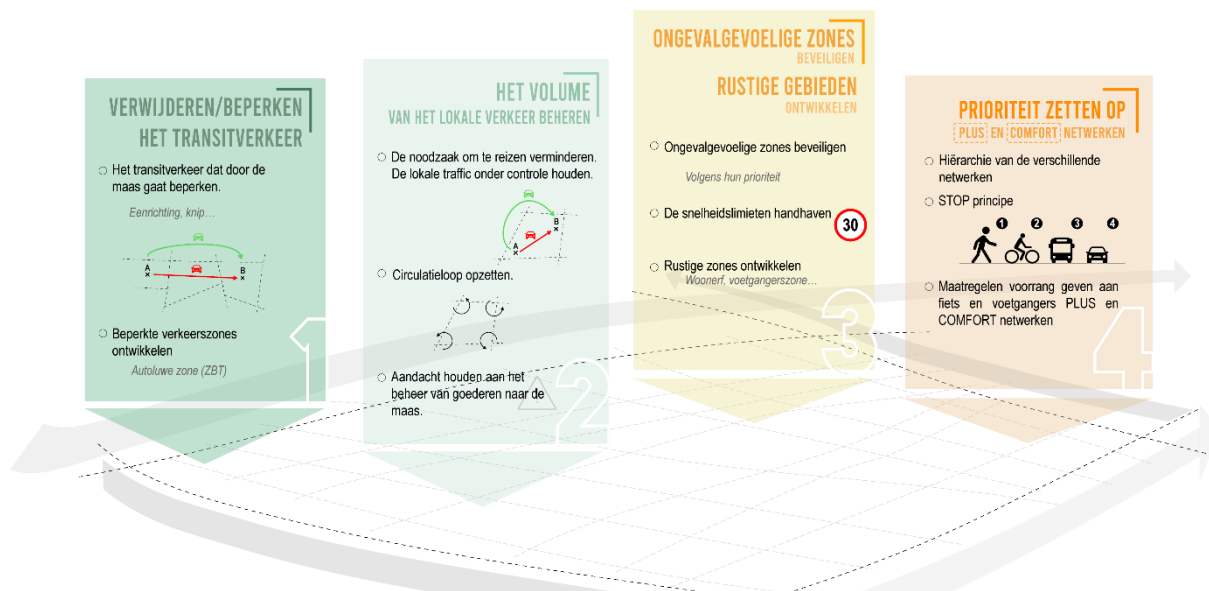 VERWIJDEREN/BEPERKEN
HET TRANSITVERKEER
Het transitverkeer dat door de
maas gaat beperken.
Eenrichting, knip…
A
B
Beperkte verkeerszones
ontwikkelen
Autoluwe zone (ZBT)
1
HET VOLUME
VAN HET LOKALE VERKEER BEHEREN
De noodzaak om te reizen verminderen.
De lokale traffic onder controle houden.
A
B
Circulatieloop opzetten.
Aandacht houden aan het
beheer van goederen naar de
maas.
2
ONGEVALGEVOELIGE ZONES
BEVEILIGEN
RUSTIGE GEBIEDEN
ONTWIKKELEN
Ongevalgevoelige zones beveiligen
Volgens hun prioriteit
De snelheidslimieten handhaven
30
Rustige zones ontwikkelen
Woonerf, voetgangerszone…
3
PRIORITEIT ZETTEN OP
PLUS EN COMFORT NETWERKEN
Hiërarchie van de verschillende
netwerken
STOP principe
1 2 3 4
Maatregelen voorrang geven aan
fiets en voetgangers PLUS en
COMFORT netwerken
4